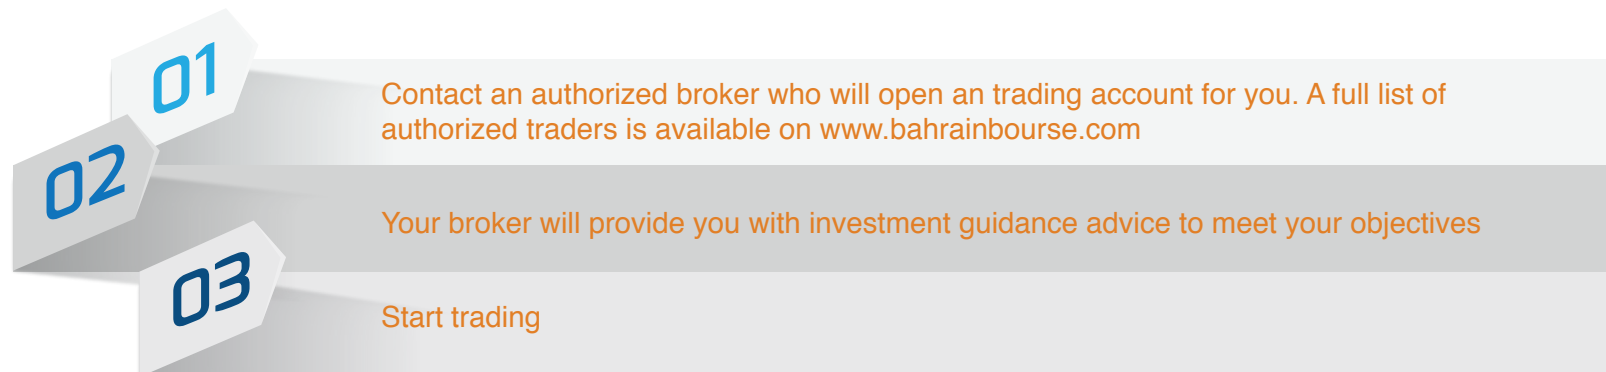 01
Contact an authorized broker who will open an trading account for you. A full list of
authorized traders is available on www.bahrainbourse.com
02
Your broker will provide you with investment guidance advice to meet your objectives
03
Start trading